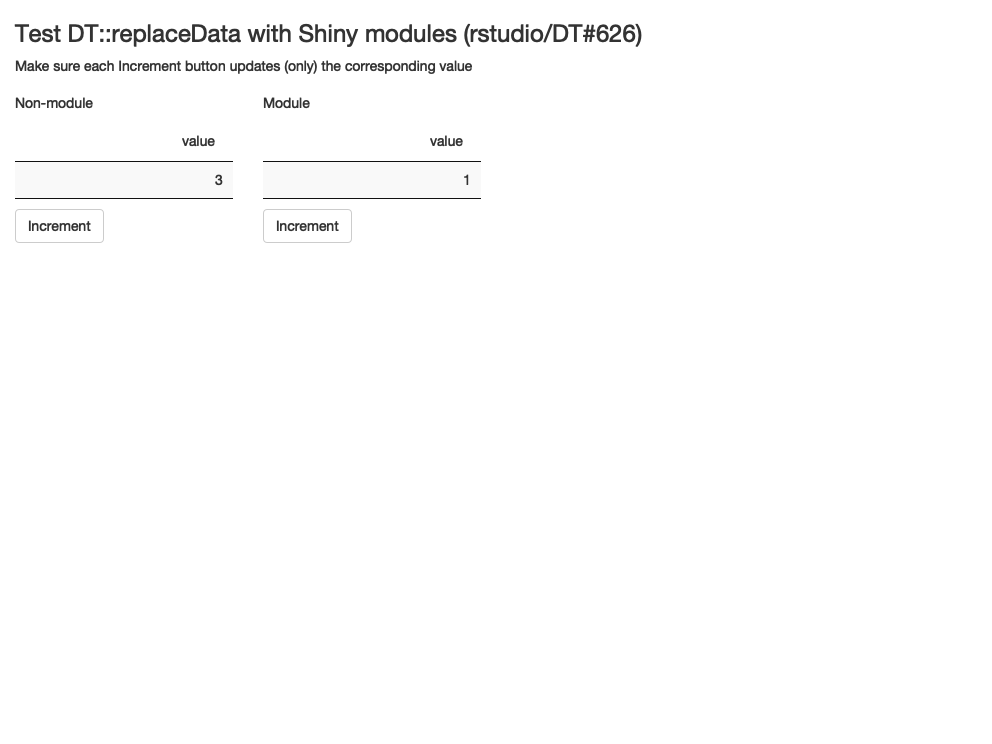 Test DT::replaceData with Shiny modules (rstudio/DT#626)
Make sure each Increment button updates (only) the corresponding value
Non-module
value
3
Increment
Module
value
1
Increment